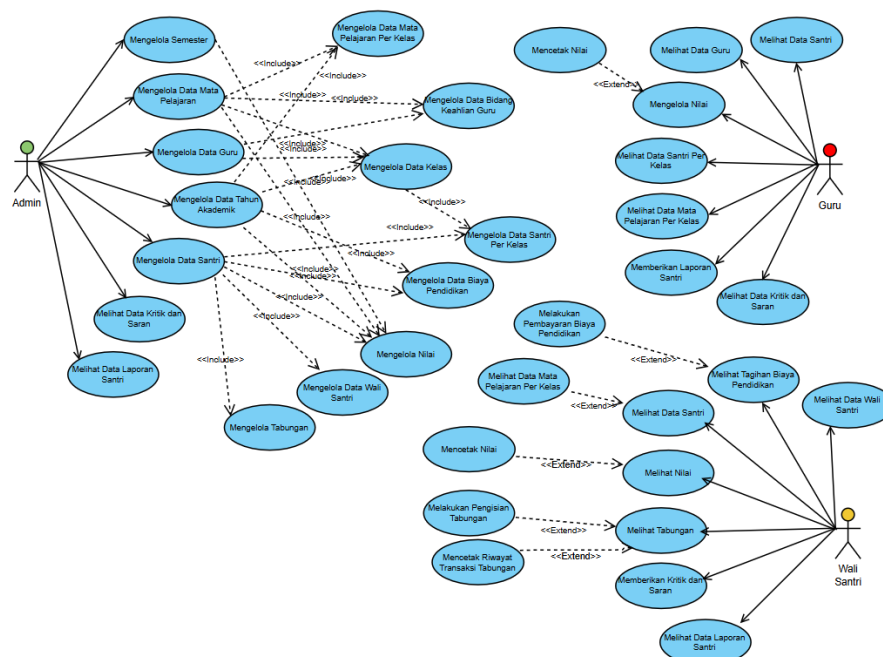 Mengelola Semester
Mengelola Data Mata
Pelajaran Per Kelas
<<Include>>
<<Include>>
Mengelola Data Mata
Pelajaran
<<Include>>
<<Include>>
Mengelola Data Bidang
Keahlian Guru
<<Include>>
Mengelola Data Guru
<<Include>>
Mengelola Data Kelas
<<Include>>
<<Include>>
Admin
Mengelola Data Tahun
Akademik
<<Include>>
<<Include>>
Mengelola Data Santri
Per Kelas
Mengelola Data Santri
<<Include>>
<<Include>>
<<Include>>
Mengelola Data Biaya
Pendidikan
<<Include>>
<<Include>>
Melihat Data Kritik dan
Saran
<<Include>>
Mengelola Nilai
Melihat Data Laporan
Santri
Mengelola Data Wali
Santri
Mengelola Tabungan
Melihat Data Guru
Melihat Data Santri
Mencetak Nilai
<<Extend>>
Mengelola Nilai
Melihat Data Santri Per
Kelas
Guru
Melihat Data Mata
Pelajaran Per Kelas
Memberikan Laporan
Santri
Melihat Data Kritik dan
Saran
Melakukan
Pembayaran Biaya
Pendidikan
<<Extend>>
Melihat Tagihan Biaya
Pendidikan
Melihat Data Mata
Pelajaran Per Kelas
<<Extend>>
Melihat Data Santri
Melihat Data Wali
Santri
Mencetak Nilai
<<Extend>>
Melihat Nilai
Melakukan Pengisian
Tabungan
<<Extend>>
Melihat Tabungan
Mencetak Riwayat
Transaksi Tabungan
<<Extend>>
Wali
Santri
Memberikan Kritik dan
Saran
Melihat Data Laporan
Santri